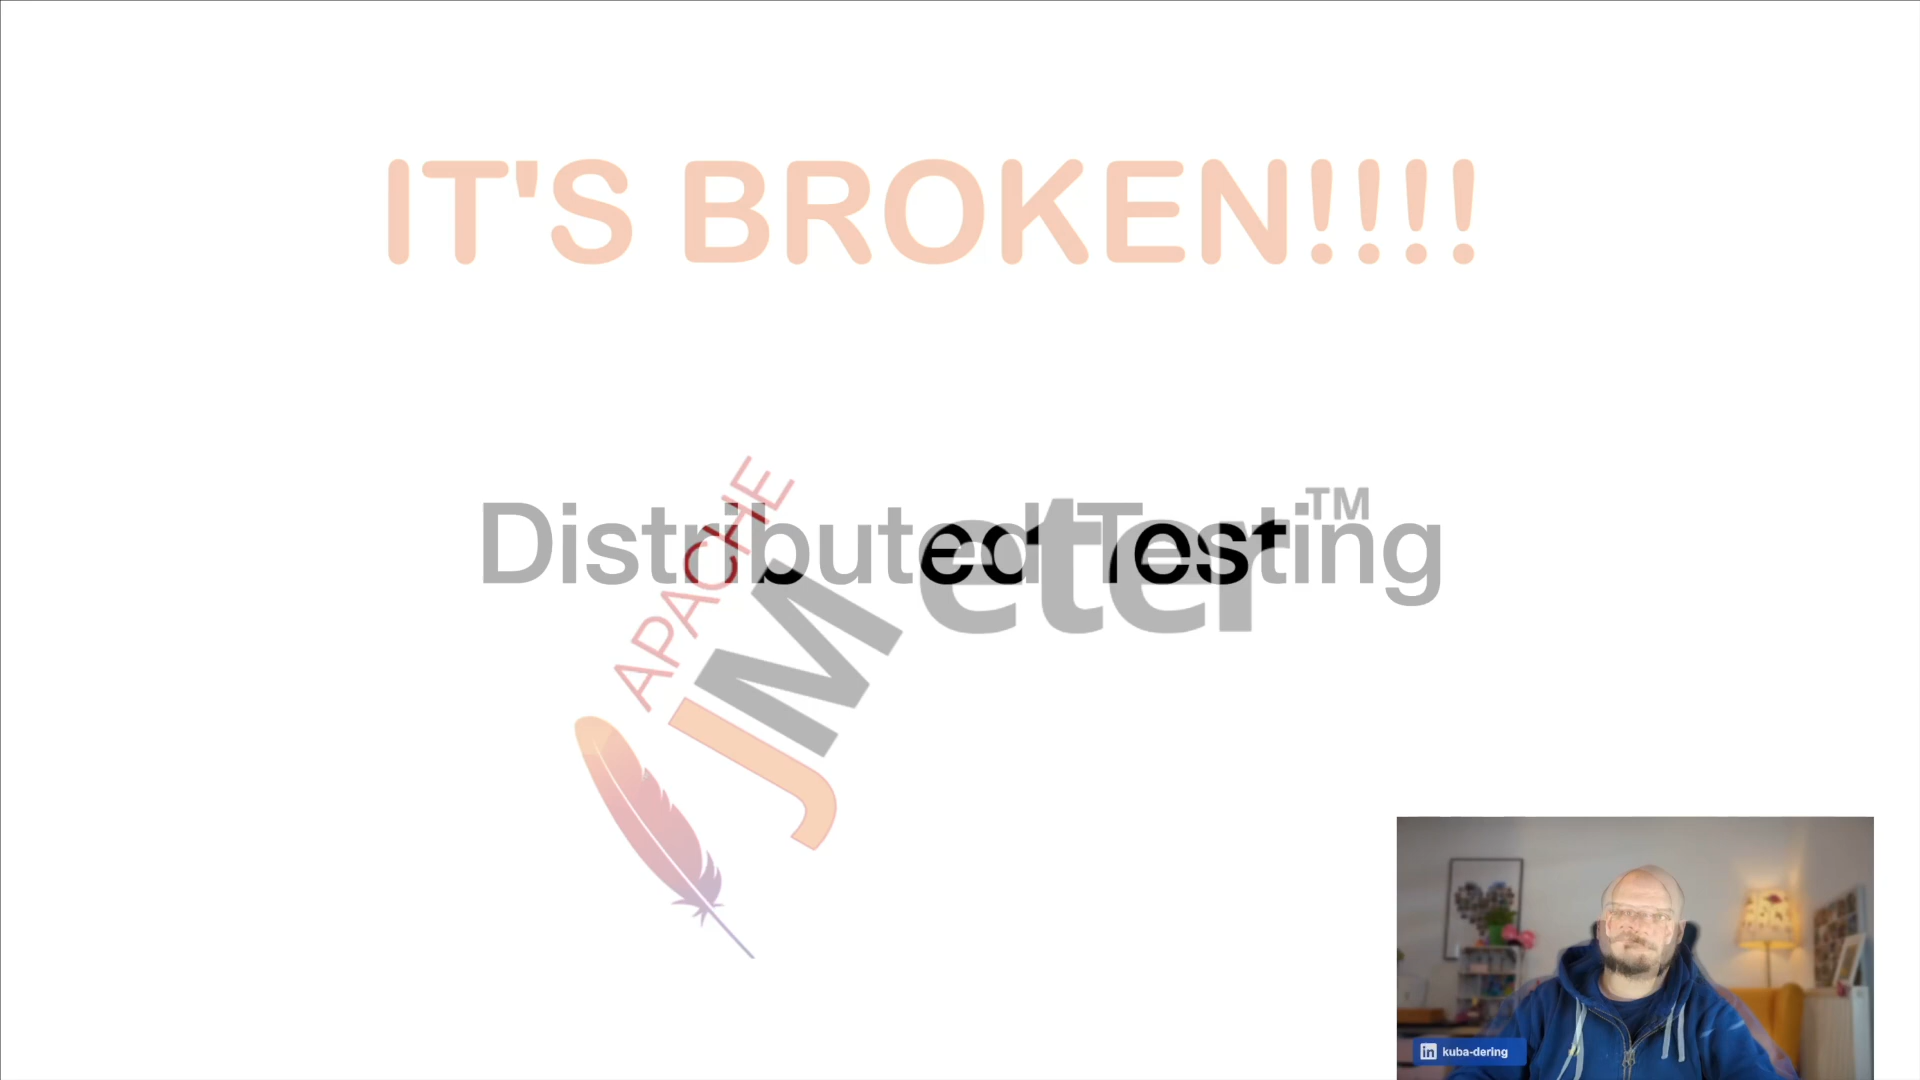 IT'S BROKEN!!!!
Distributed Testing
APACHE
JMeter™
kuba-dering